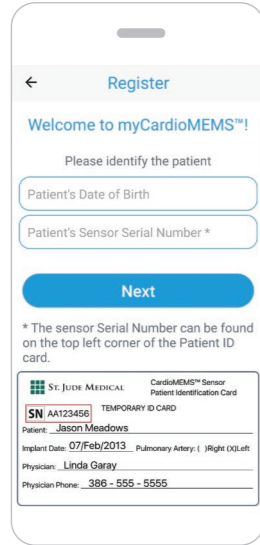 Register
Welcome to myCardioMEMS™!
Please identify the patient
Patient's Date of Birth
Patient's Sensor Serial Number *
Next
* The sensor Serial Number can be found
on the top left corner of the Patient ID
card.
ST. JUDE MEDICAL CardioMEMS™ Sensor
Patient Identification Card
SN AA123456 TEMPORARY ID CARD
Patient: Jason Meadows
Implant Date: 07/Feb/2013 Pulmonary Artery: ( )Right (X)Left
Physician: Linda Garay
Physician Phone: 386 - 555 - 5555